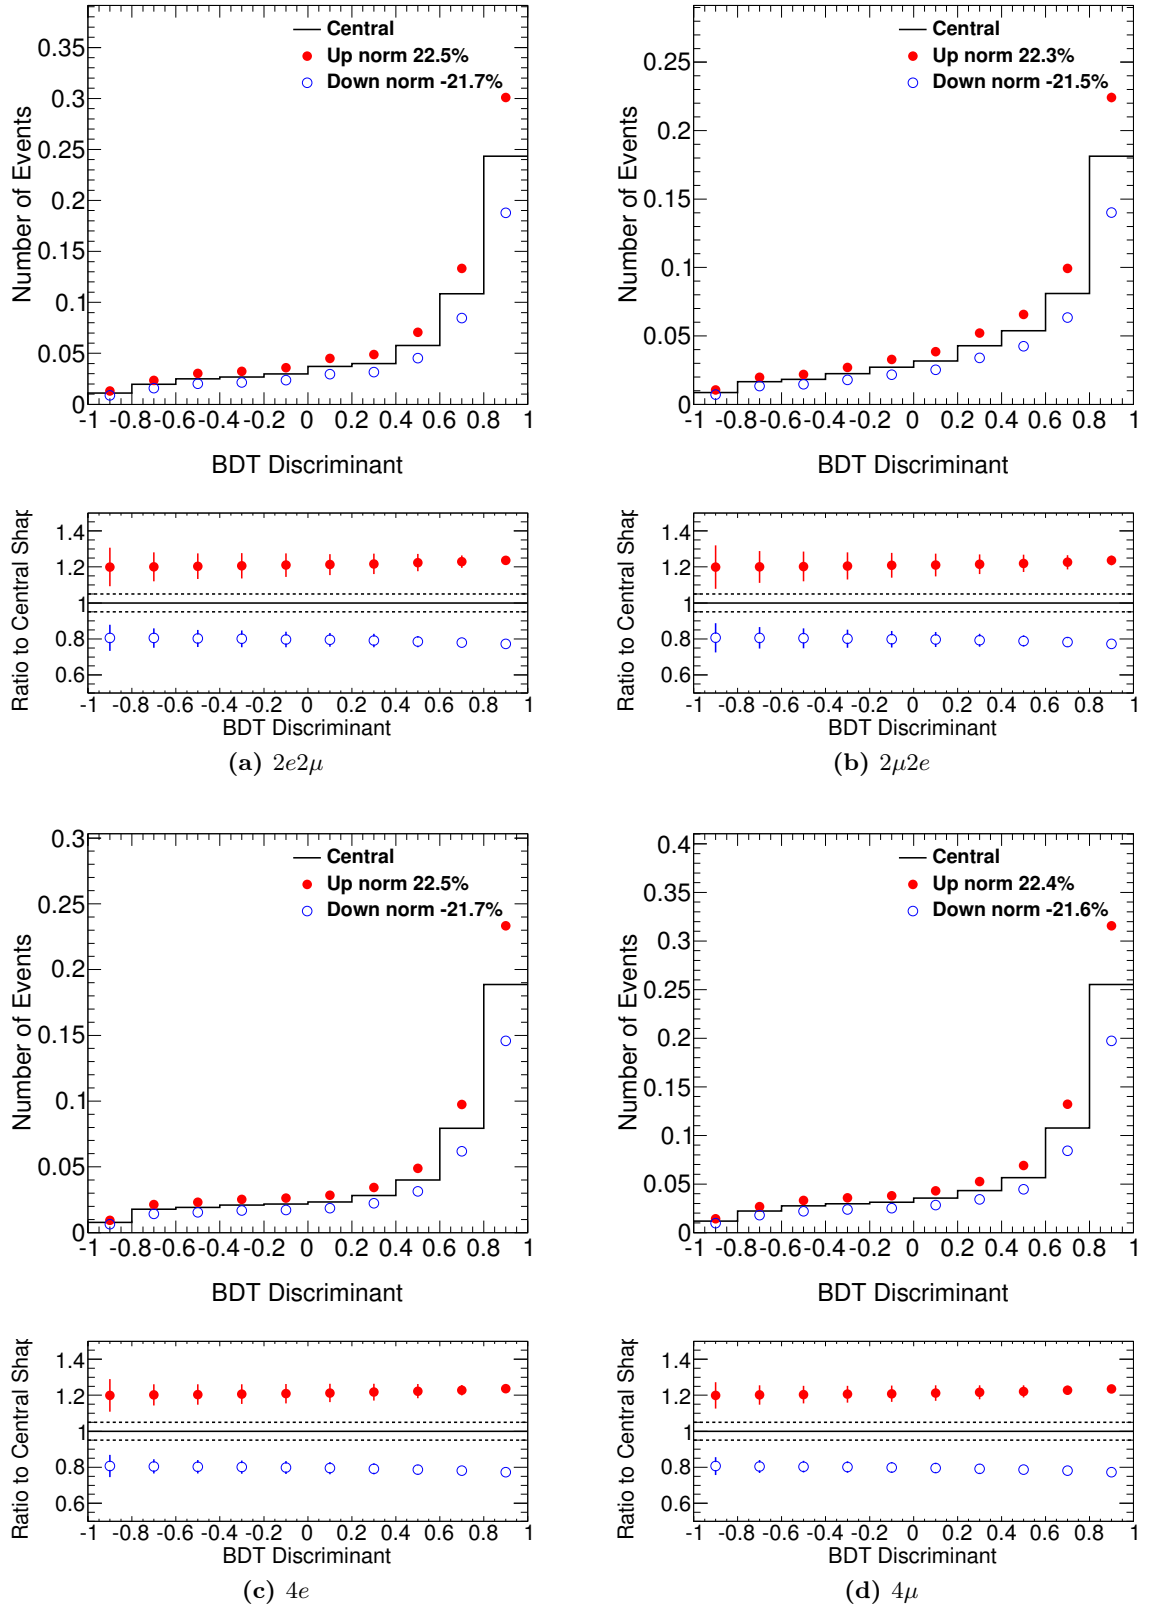 Central
Up norm 22.5%
Down norm -21.7%
Number of Events
0.35
0.3
0.25
0.2
0.15
0.1
0.05
0
-1 -0.8 -0.6 -0.4 -0.2 0 0.2 0.4 0.6 0.8 1
BDT Discriminant
Ratio to Central Shap
1.4
1.2
1
0.8
0.6
-1 -0.8 -0.6 -0.4 -0.2 0 0.2 0.4 0.6 0.8 1
BDT Discriminant
(a) 2e2μ
Central
Up norm 22.3%
Down norm -21.5%
Number of Events
0.25
0.2
0.15
0.1
0.05
0
-1 -0.8 -0.6 -0.4 -0.2 0 0.2 0.4 0.6 0.8 1
BDT Discriminant
Ratio to Central Shap
1.4
1.2
1
0.8
0.6
-1 -0.8 -0.6 -0.4 -0.2 0 0.2 0.4 0.6 0.8 1
BDT Discriminant
(b) 2μ2e
Central
Up norm 22.5%
Down norm -21.7%
Number of Events
0.3
0.25
0.2
0.15
0.1
0.05
0
-1 -0.8 -0.6 -0.4 -0.2 0 0.2 0.4 0.6 0.8 1
BDT Discriminant
Ratio to Central Shap
1.4
1.2
1
0.8
0.6
-1 -0.8 -0.6 -0.4 -0.2 0 0.2 0.4 0.6 0.8 1
BDT Discriminant
(c) 4e
Central
Up norm 22.4%
Down norm -21.6%
Number of Events
0.4
0.35
0.3
0.25
0.2
0.15
0.1
0.05
0
-1 -0.8 -0.6 -0.4 -0.2 0 0.2 0.4 0.6 0.8 1
BDT Discriminant
Ratio to Central Shap
1.4
1.2
1
0.8
0.6
-1 -0.8 -0.6 -0.4 -0.2 0 0.2 0.4 0.6 0.8 1
BDT Discriminant
(d) 4μ